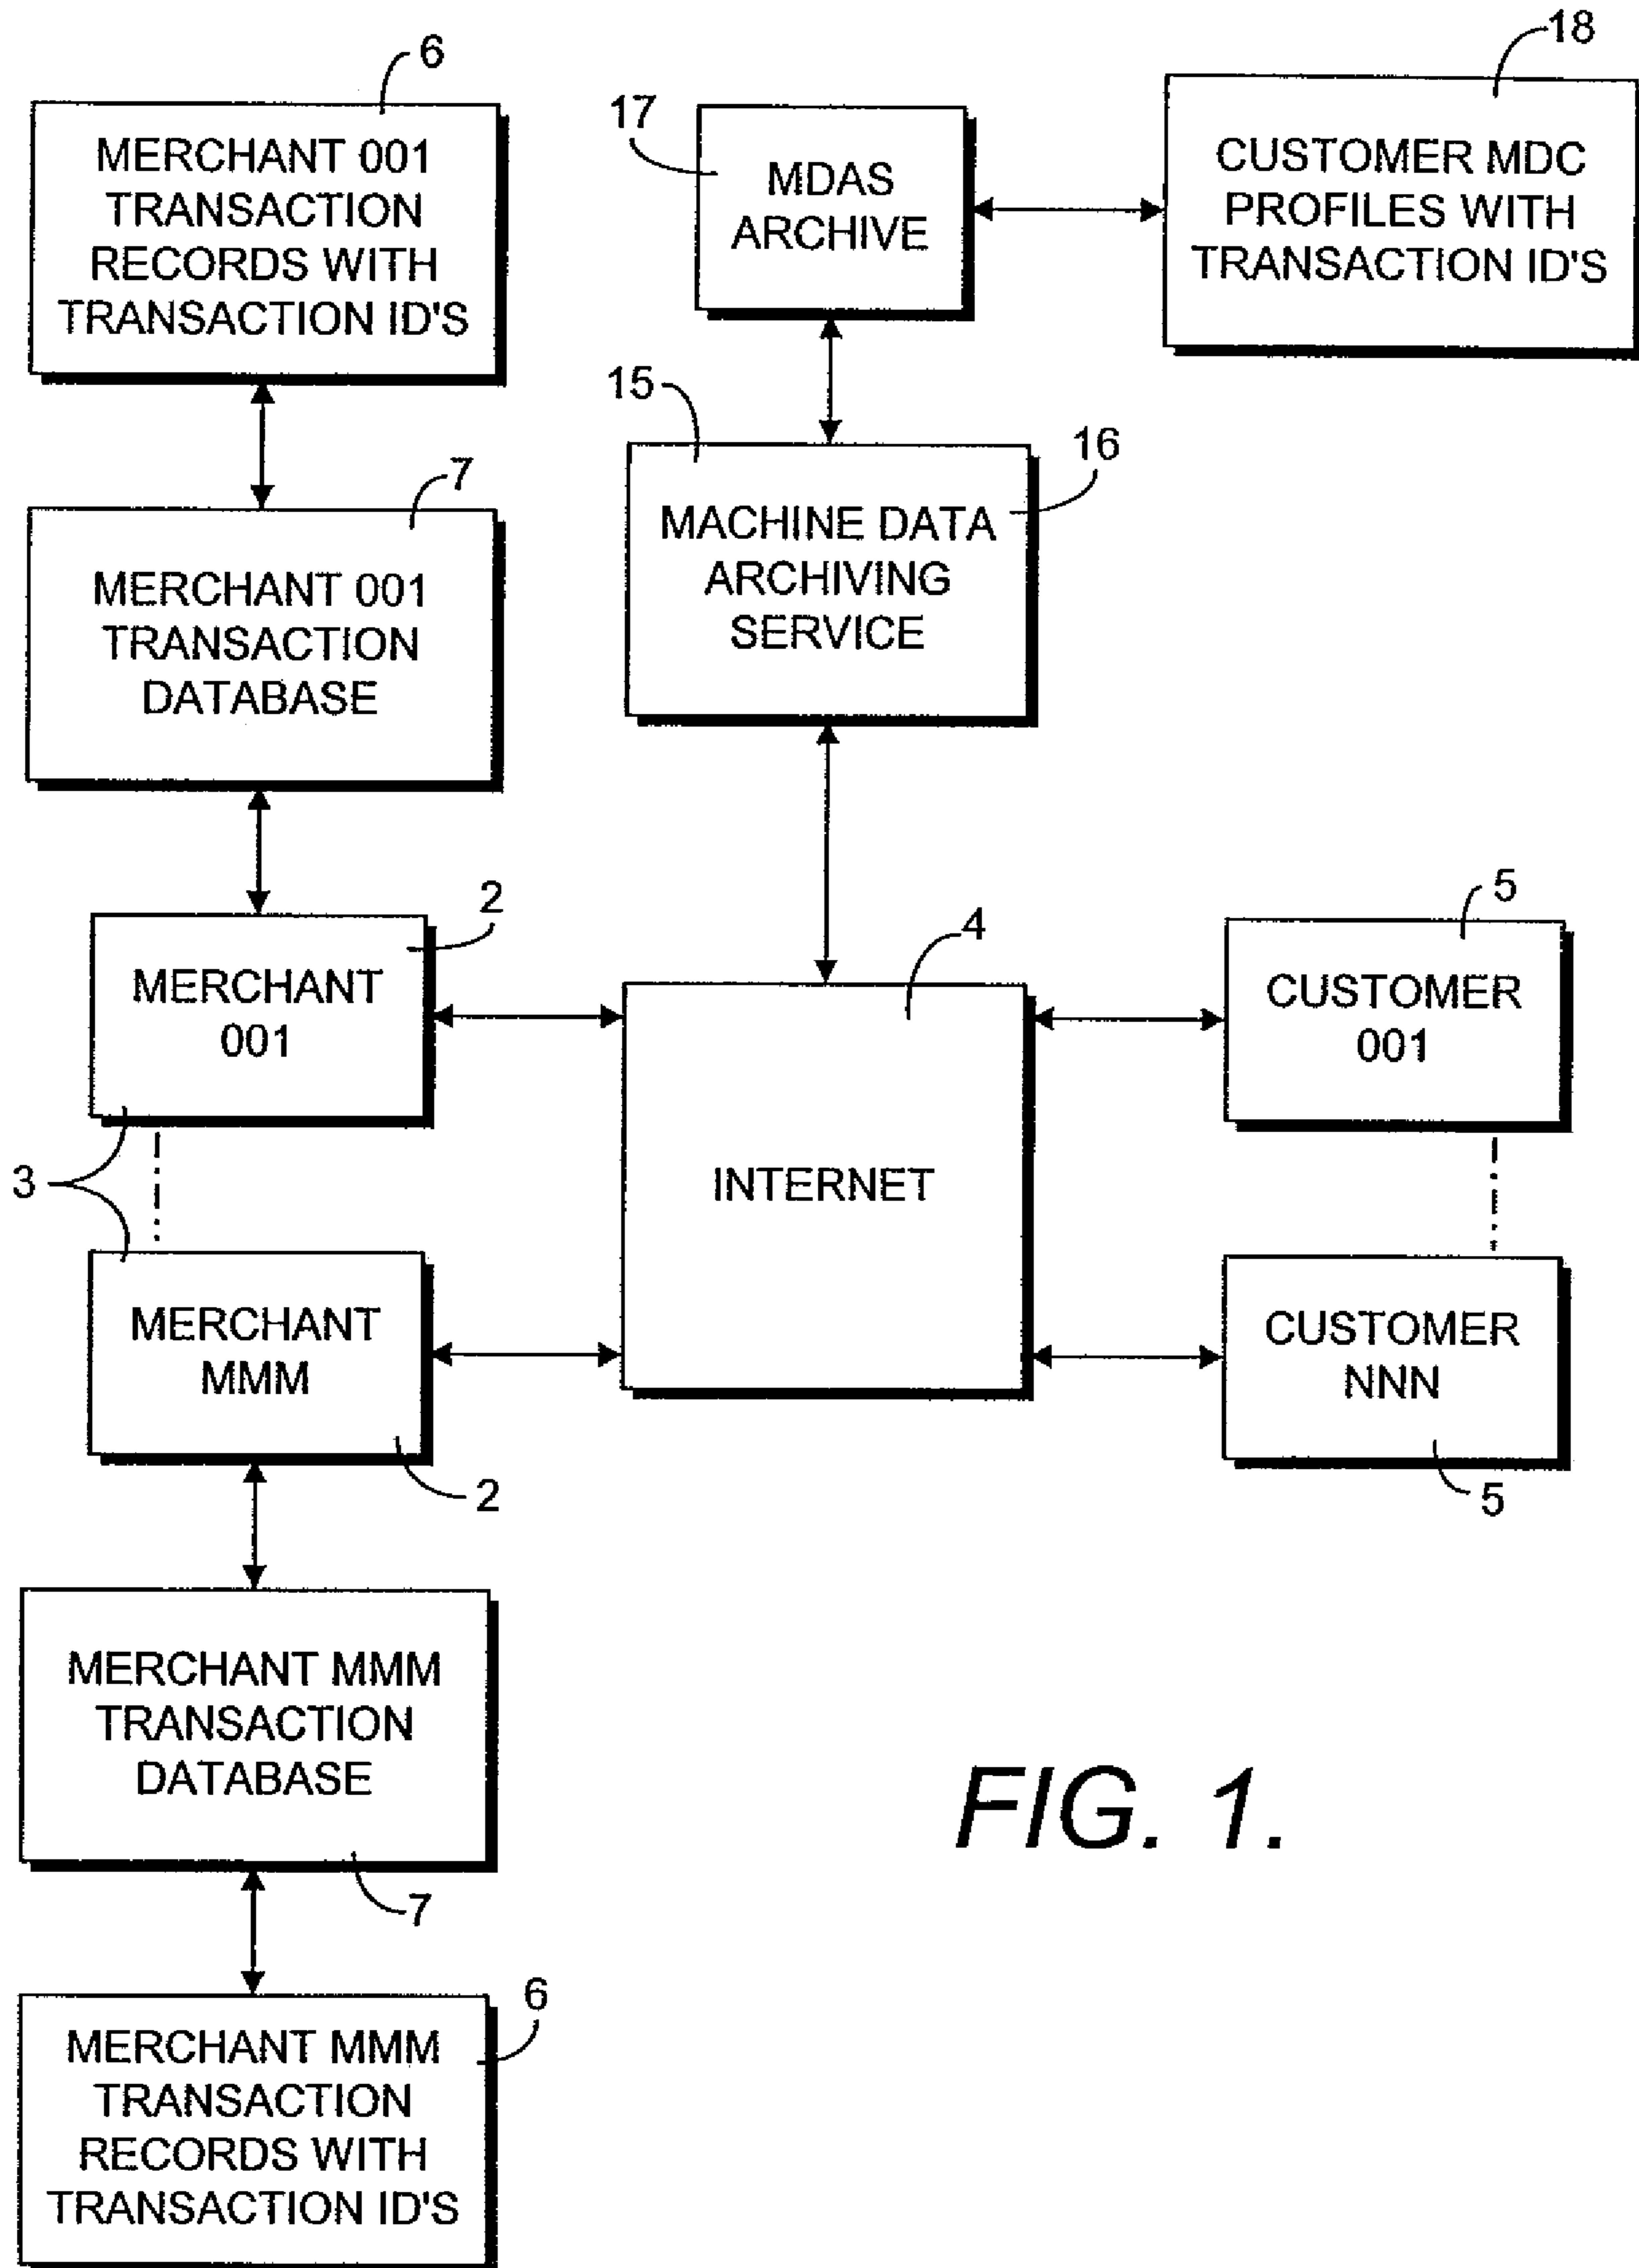 6
MERCHANT 001
TRANSACTION
RECORDS WITH
TRANSACTION ID'S
17
MDAS
ARCHIVE
18
CUSTOMER MDC
PROFILES WITH
TRANSACTION ID'S
7
MERCHANT 001
TRANSACTION
DATABASE
15
16
MACHINE DATA
ARCHIVING
SERVICE
2
MERCHANT
001
3
4
INTERNET
5
CUSTOMER
001
MERCHANT
MMM
2
CUSTOMER
NNN
5
MERCHANT MMM
TRANSACTION
DATABASE
7
6
MERCHANT MMM
TRANSACTION
RECORDS WITH
TRANSACTION ID'S
FIG. 1.